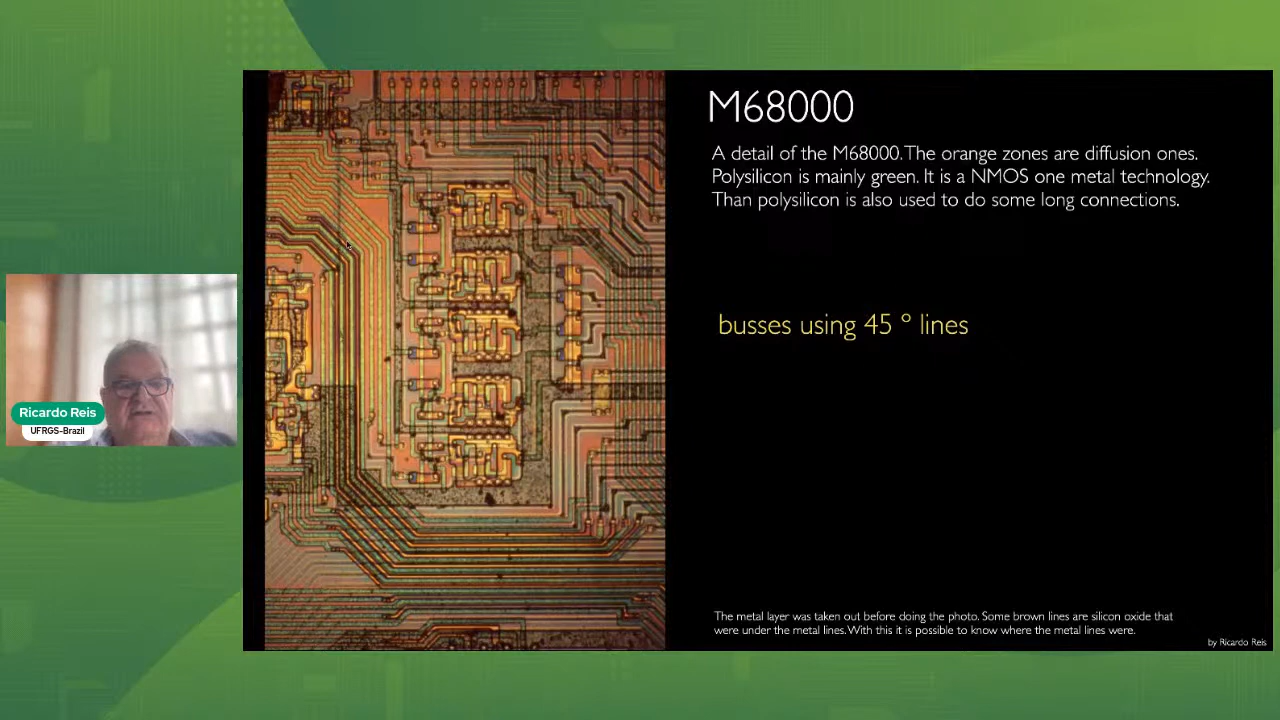 M68000
A detail of the M68000. The orange zones are diffusion ones.
Polysilicon is mainly green. It is a NMOS one metal technology.
Than polysilicon is also used to do some long connections.
busses using 45 º lines
Ricardo Reis
UFRGS-Brazil
The metal layer was taken out before doing the photo. Some brown lines are silicon oxide that
were under the metal lines. With this it is possible to know where the metal lines were.
by Ricardo Reis